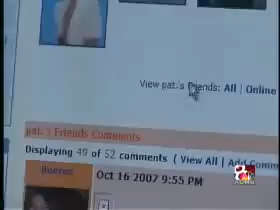 View pat.'s Friends: All | Online
pat.'s Friends Comments
Displaying 49 of 52 comments ( View All | Add Comm
Oct 16 2007 9:55 PM
8